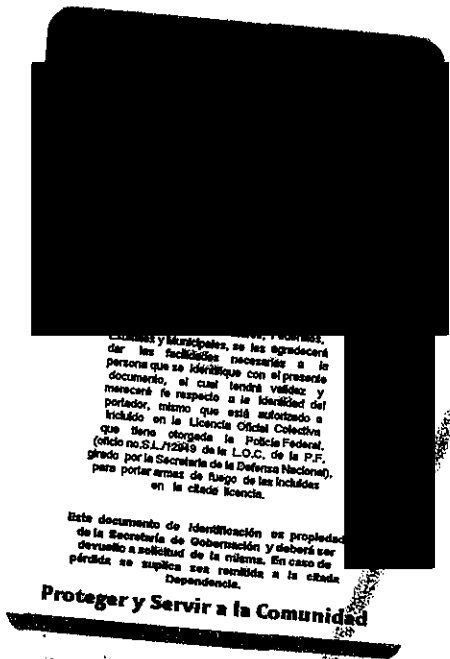 Estatales y Municipales, se les agradecerá
dar las facilidades necesarias a la
persona que se identifique con el presente
documento, el cual tendrá validez y
merecerá fe respecto a la identidad del
portador, mismo que está autorizado e
incluido en la Licencia Oficial Colectiva
que tiene otorgada la Policía Federal,
(oficio no.S.L./12949 de la L.O.C. de la P.F.
girado por la Secretaría de la Defensa Nacional),
para portar armas de fuego de las incluidas
en la citada licencia.
Este documento de identificación es propiedad
de la Secretaría de Gobernación y deberá ser
devuelto a solicitud de la misma. En caso de
pérdida se suplica sea remitida a la citada
Dependencia.
Proteger y Servir a la Comunidad